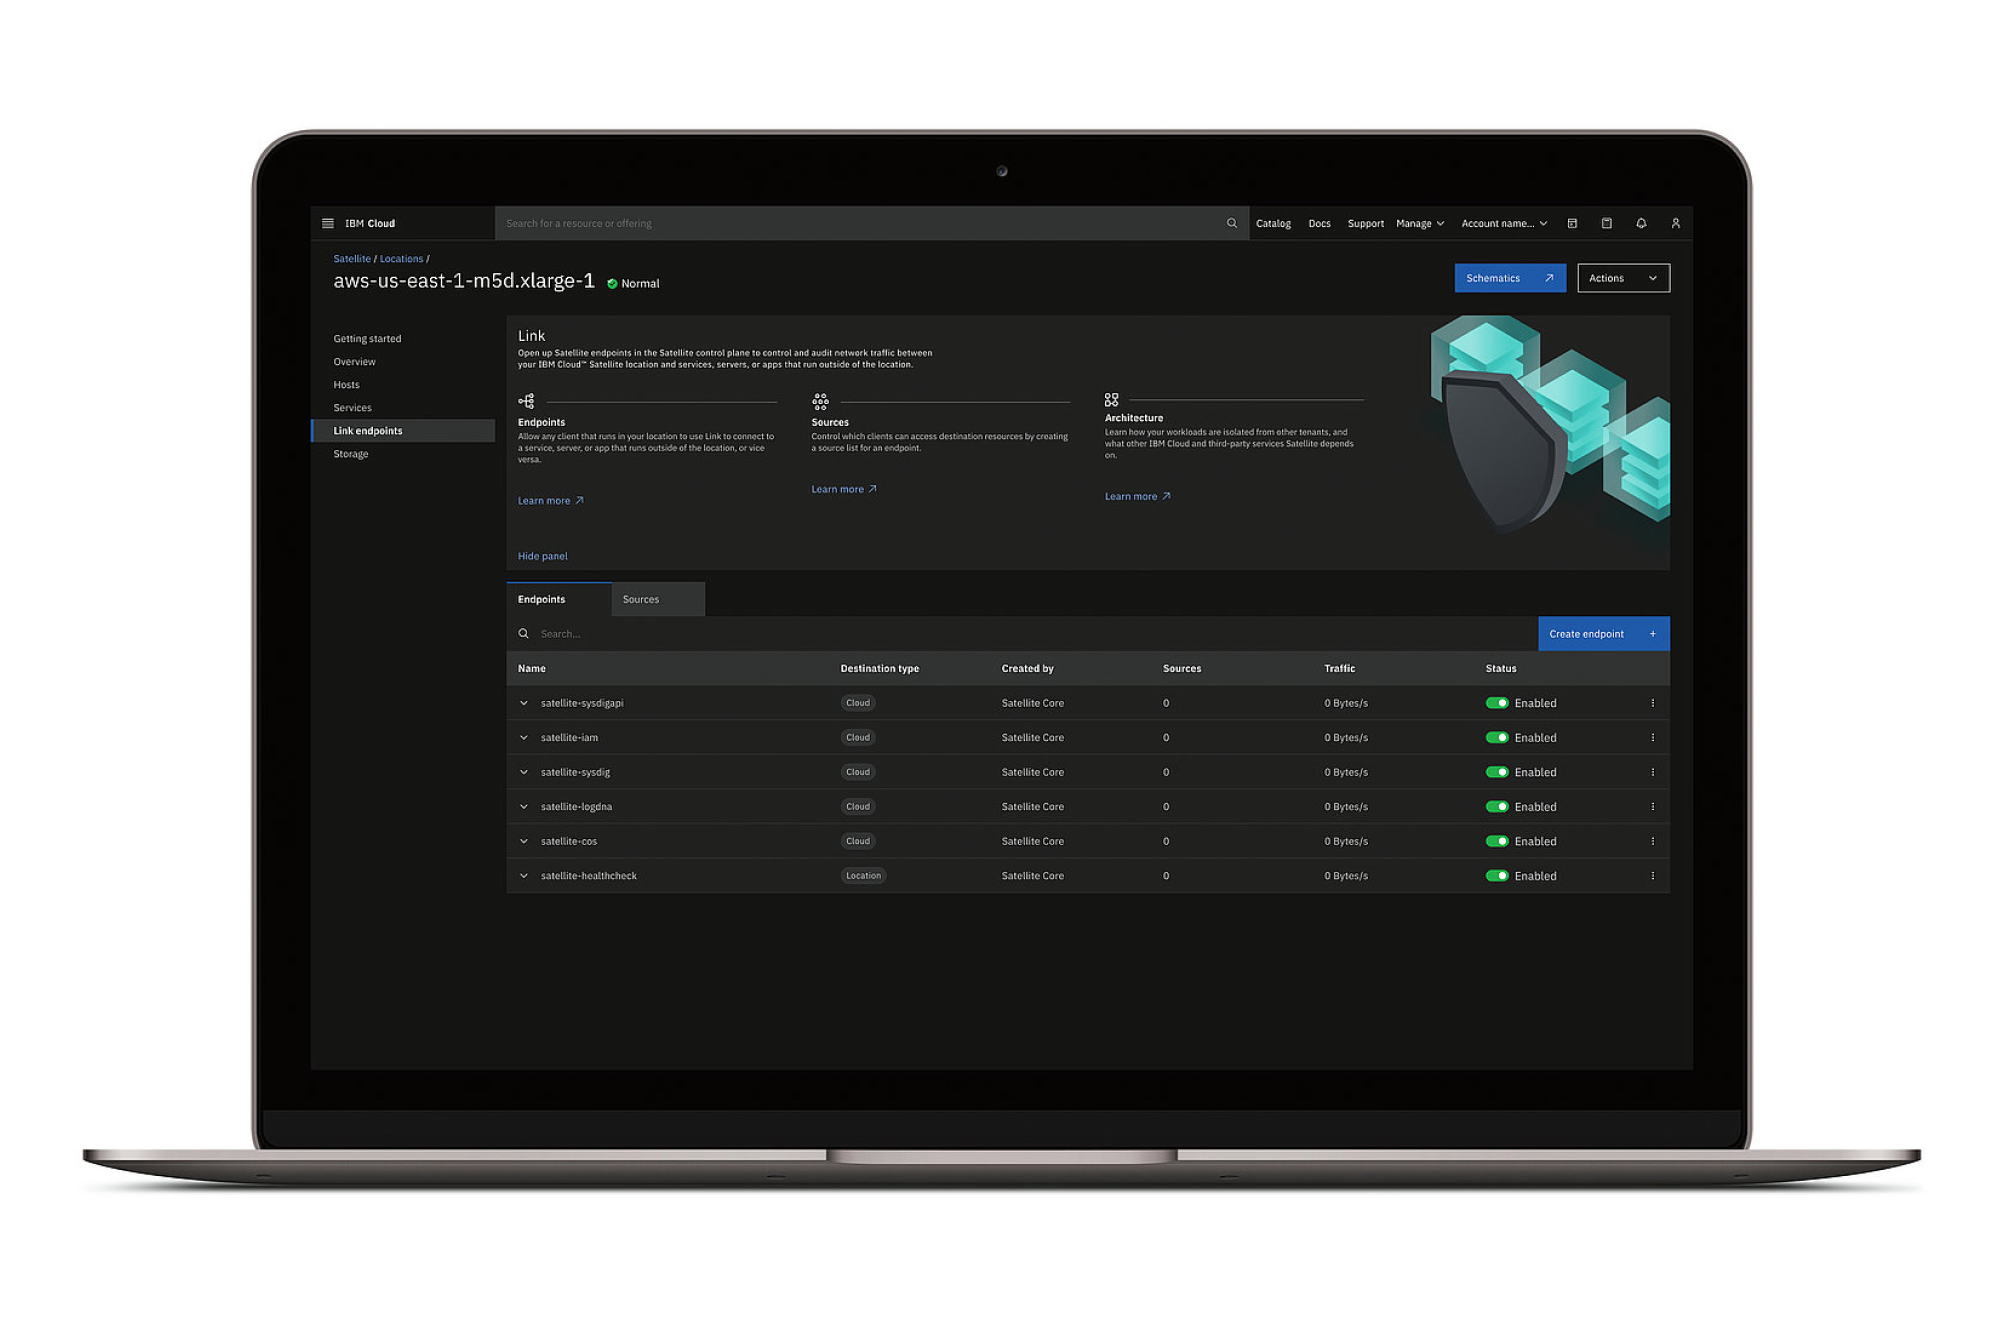 IBM Cloud
Search for a resource or offering
Catalog Docs Support Manage Account name...
Satellite / Locations /
aws-us-east-1-m5d.xlarge-1 Normal
Schematics Actions
Getting started
Overview
Hosts
Services
Link endpoints
Storage
Link
Open up Satellite endpoints in the Satellite control plane to control and audit network traffic between
your IBM Cloud™ Satellite location and services, servers, or apps that run outside of the location.
Endpoints
Allow any client that runs in your location to use Link to connect to
a service, server, or app that runs outside of the location, or vice
versa.
Learn more
Sources
Control which clients can access destination resources by creating
a source list for an endpoint.
Learn more
Architecture
Learn how your workloads are isolated from other tenants, and
what other IBM Cloud and third-party services Satellite depends
on.
Learn more
Hide panel
Endpoints Sources
Search...
Create endpoint +
Name Destination type Created by Sources Traffic Status
satellite-sysdigapi Cloud Satellite Core 0 0 Bytes/s Enabled
satellite-iam Cloud Satellite Core 0 0 Bytes/s Enabled
satellite-sysdig Cloud Satellite Core 0 0 Bytes/s Enabled
satellite-logdna Cloud Satellite Core 0 0 Bytes/s Enabled
satellite-cos Cloud Satellite Core 0 0 Bytes/s Enabled
satellite-healthcheck Location Satellite Core 0 0 Bytes/s Enabled